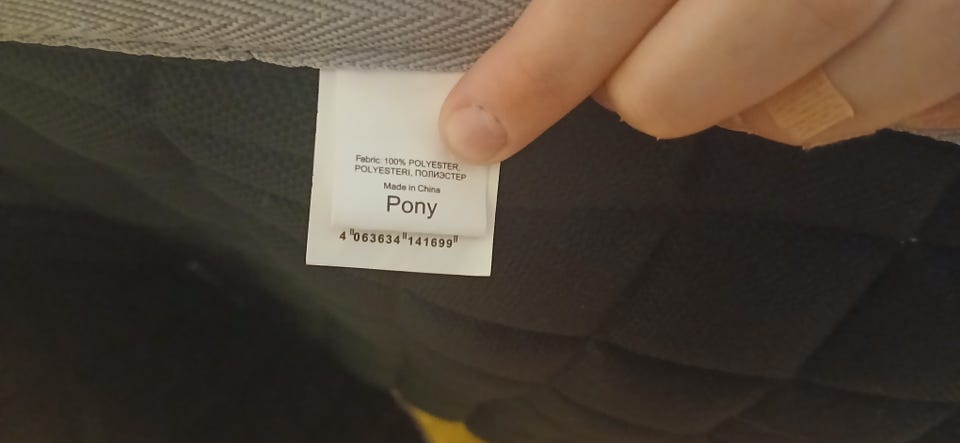 Fabric: 100% POLYESTER,
POLYESTERI, ПОЛИЭСТЕР
Made in China
Pony
4 063634 141699